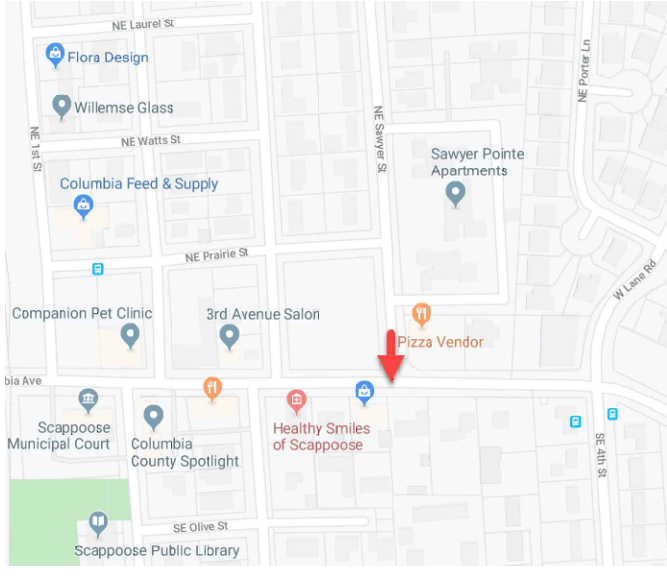 NE Laurel St
Flora Design
NE Porter Ln
Willemse Glass
NE 1st St
NE Watts St
NE Sawyer St
Sawyer Pointe
Apartments
Columbia Feed & Supply
NE Prairie St
W Lane Rd
Companion Pet Clinic
3rd Avenue Salon
Pizza Vendor
bia Ave
Scappoose
Municipal Court
Columbia
County Spotlight
Healthy Smiles
of Scappoose
SE 4th St
SE Olive St
Scappoose Public Library